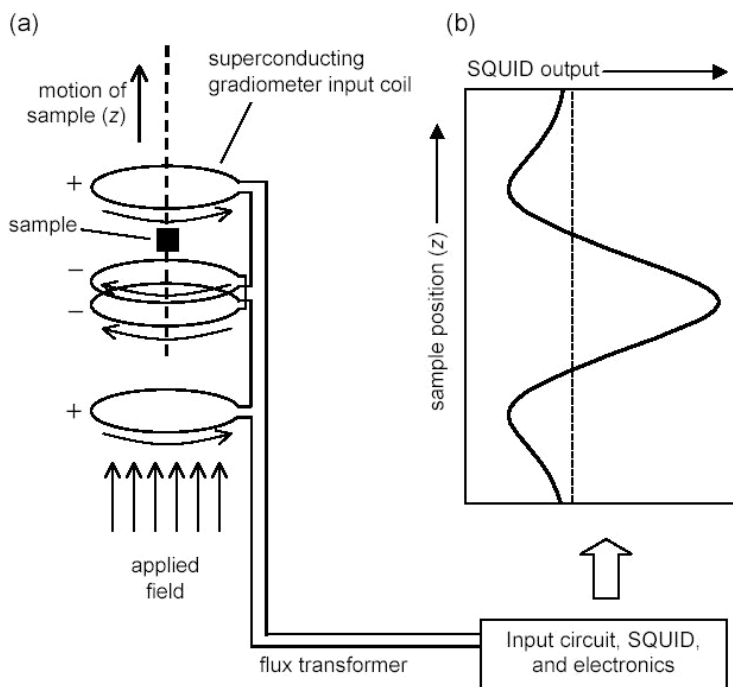 (a)
superconducting
gradiometer input coil
motion of
sample (z)
+
sample
−
−
+
applied
field
flux transformer
(b)
SQUID output
sample position (z)
Input circuit, SQUID,
and electronics